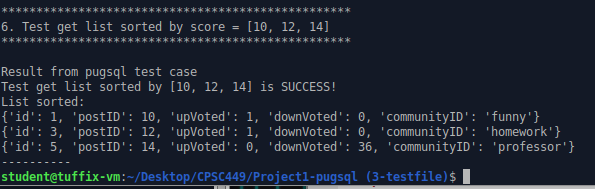 **************************************************
6. Test get list sorted by score = [10, 12, 14]
**************************************************
Result from pugsql test case
Test get list sorted by [10, 12, 14] is SUCCESS!
List sorted:
{'id': 1, 'postID': 10, 'upVoted': 1, 'downVoted': 0, 'communityID': 'funny'}
{'id': 3, 'postID': 12, 'upVoted': 1, 'downVoted': 0, 'communityID': 'homework'}
{'id': 5, 'postID': 14, 'upVoted': 0, 'downVoted': 36, 'communityID': 'professor'}
----------
student@tuffix-vm:~/Desktop/CPSC449/Project1-pugsql (3-testfile)$